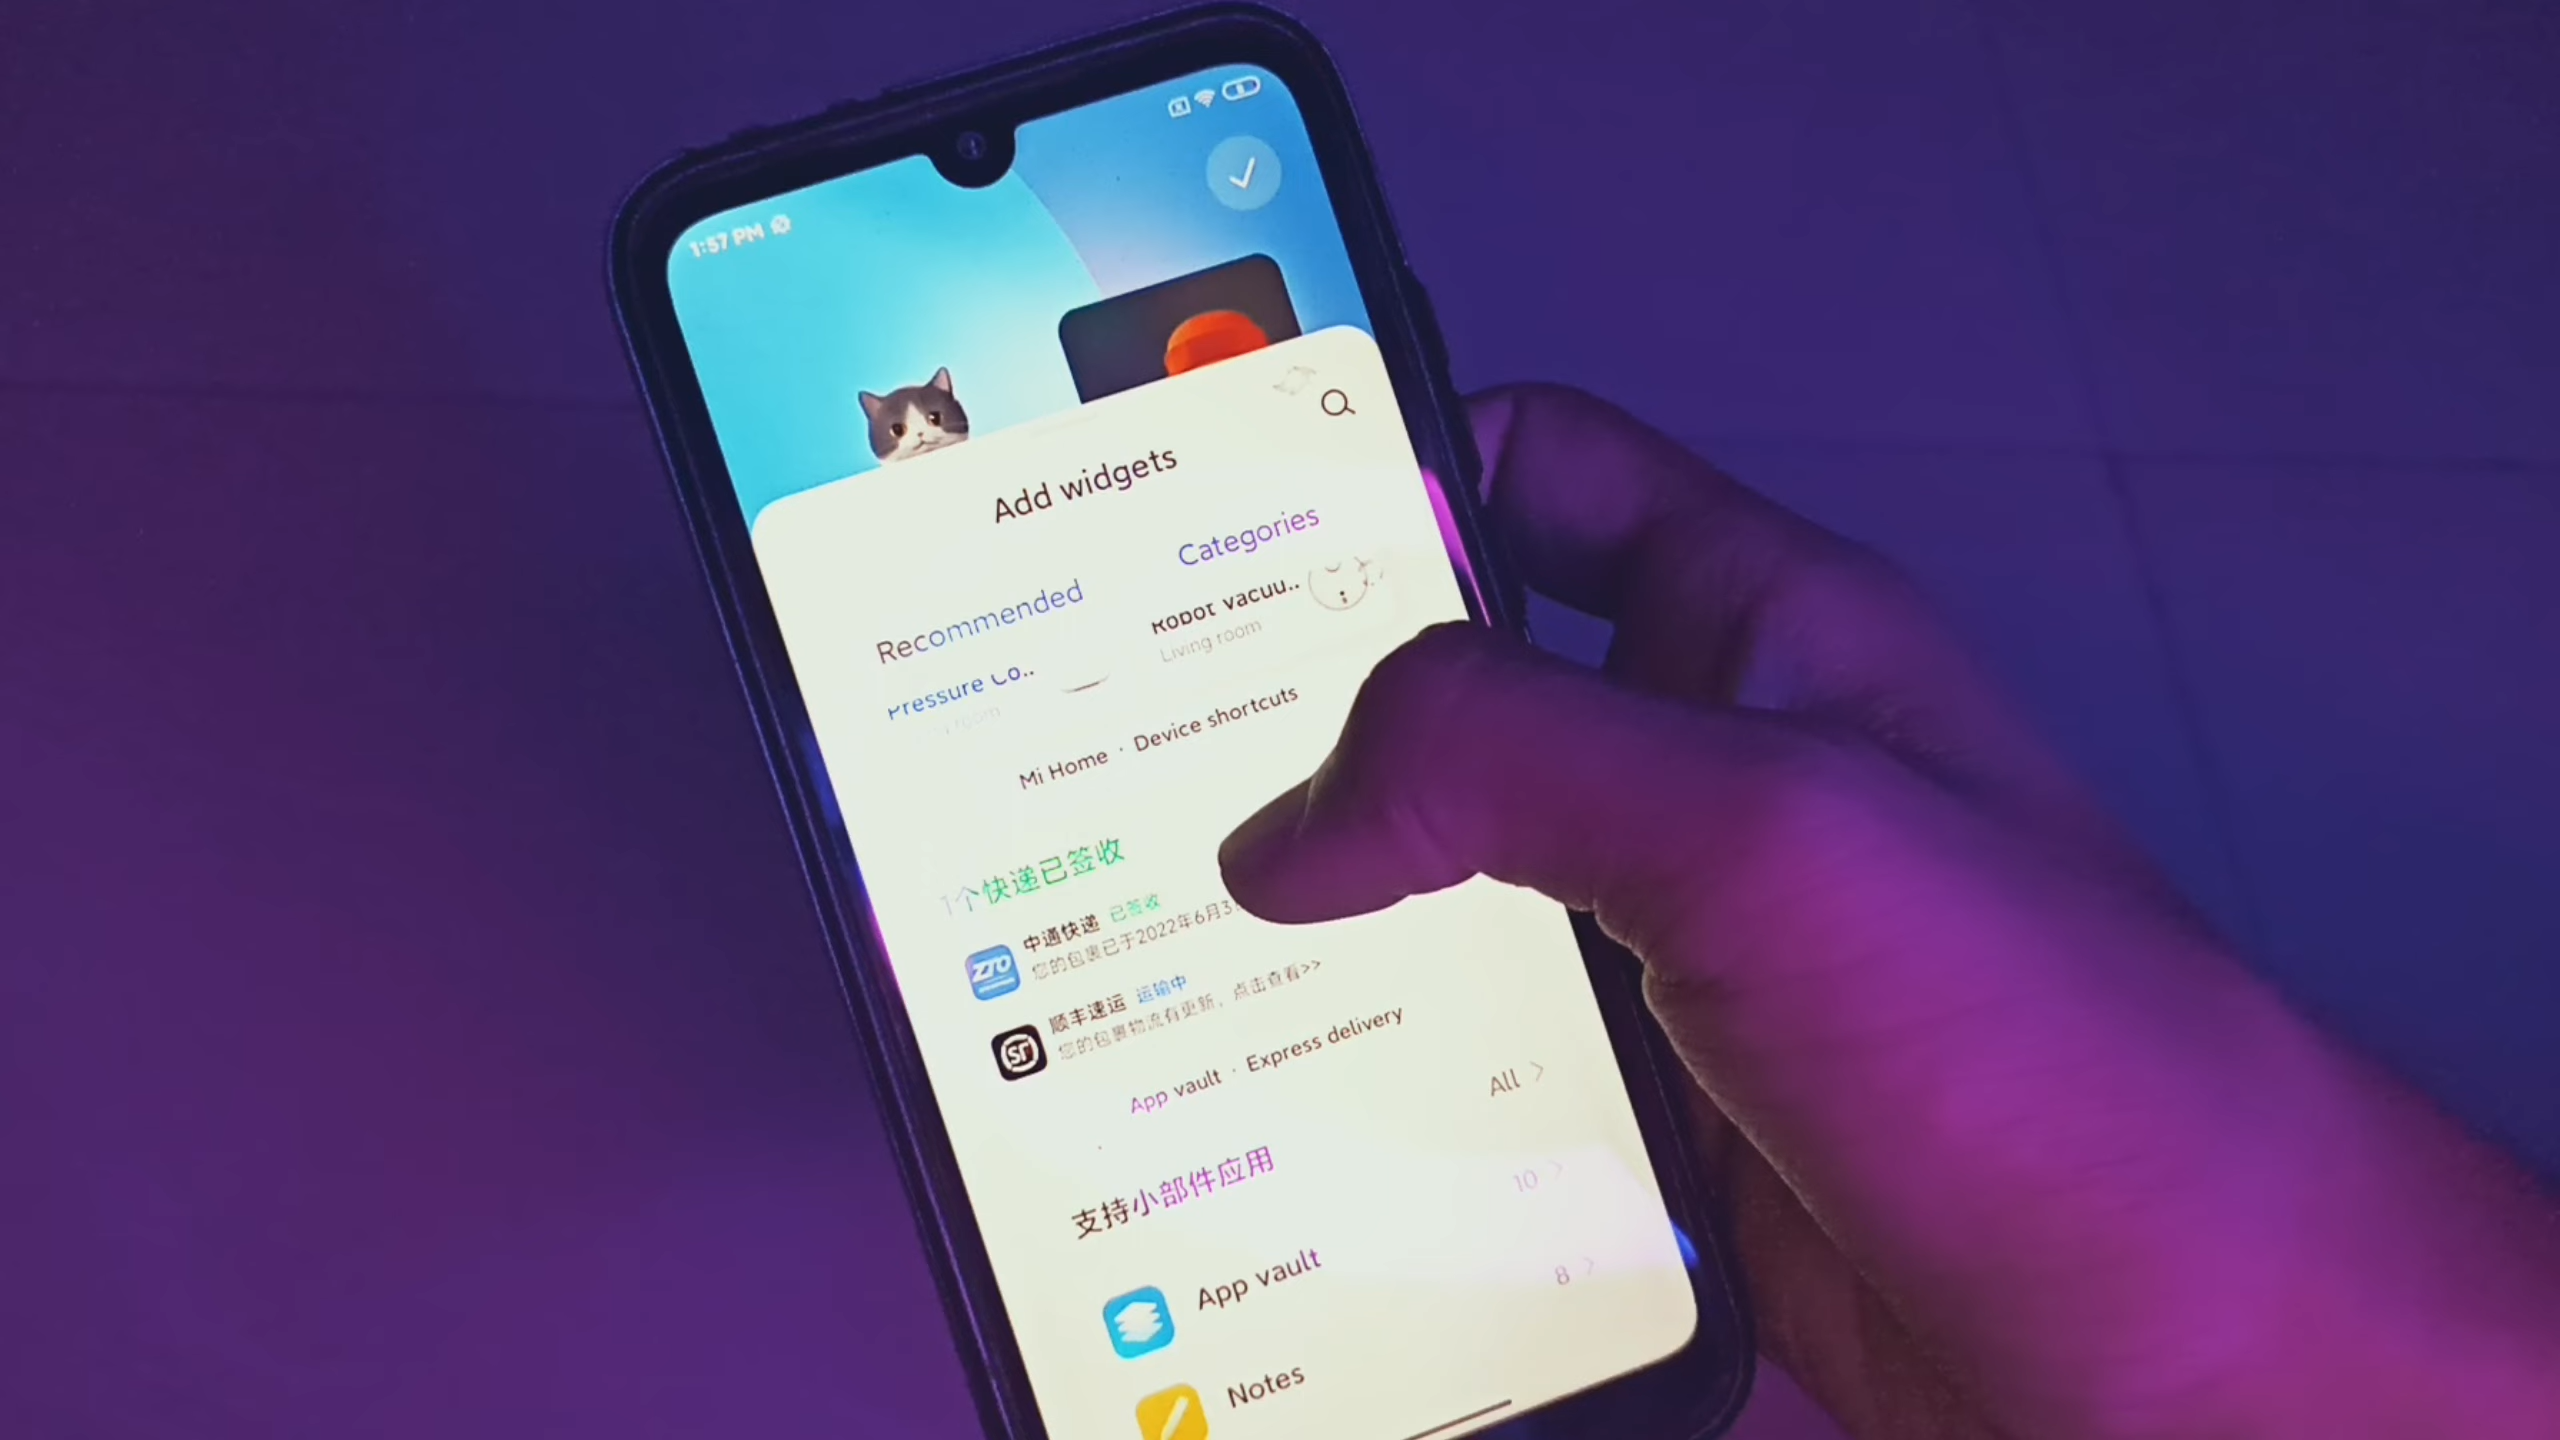 1:57 PM
Add widgets
Recommended
Categories
Pressure Co..
Robot vacuu..
Living room
Mi Home · Device shortcuts
1个快递已签收
中通快递 已签收
您的包裹已于2022年6月3
ZTO
顺丰速运 运输中
您的包裹物流有更新，点击查看>>
SF
App vault · Express delivery
支持小部件应用
All >
App vault
10 >
Notes
8 >